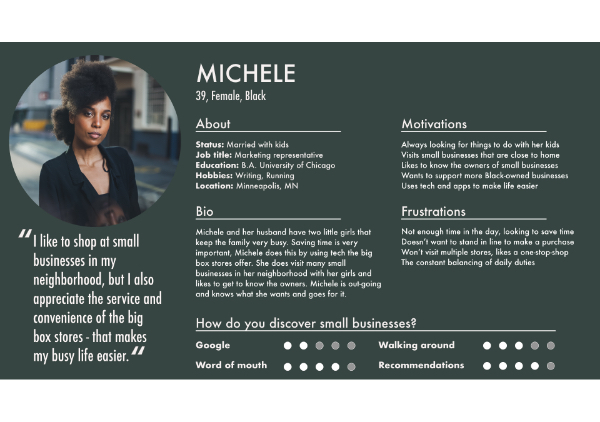 MICHELE
39, Female, Black
About
Status: Married with kids
Job title: Marketing representative
Education: B.A. University of Chicago
Hobbies: Writing, Running
Location: Minneapolis, MN
Motivations
Always looking for things to do with her kids
Visits small businesses that are close to home
Likes to know the owners of small businesses
Wants to support more Black-owned businesses
Uses tech and apps to make life easier
“I like to shop at small
businesses in my
neighborhood, but I also
appreciate the service and
convenience of the big
box stores - that makes
my busy life easier.“
Bio
Michele and her husband have two little girls that
keep the family very busy. Saving time is very
important, Michele does this by using tech the big
box stores offer. She does visit many small
businesses in her neighborhood with her girls and
likes to get to know the owners. Michele is out-going
and knows what she wants and goes for it.
Frustrations
Not enough time in the day, looking to save time
Doesn't want to stand in line to make a purchase
Won't visit multiple stores, likes a one-stop-shop
The constant balancing of daily duties
How do you discover small businesses?
Google
Walking around
Word of mouth
Recommendations